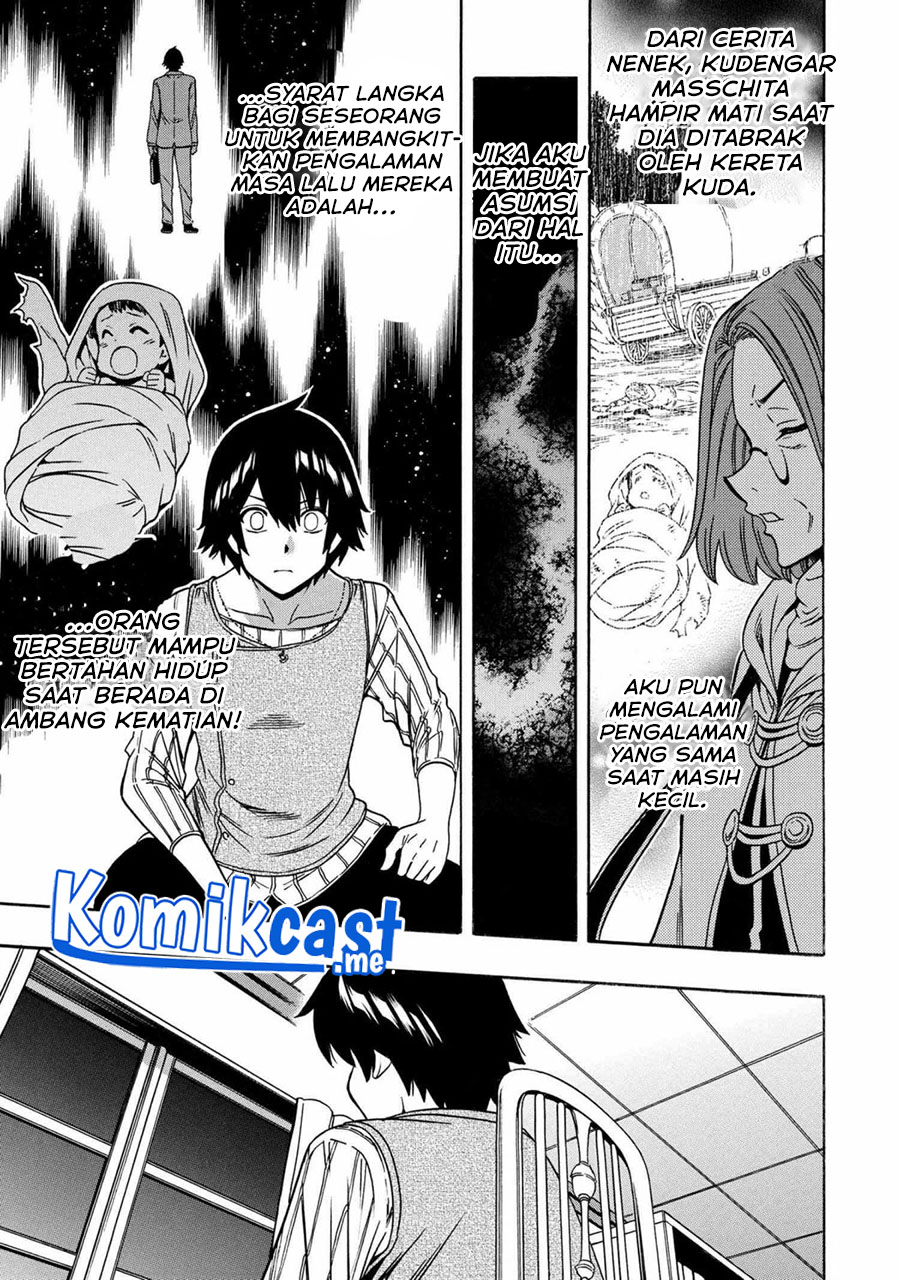 DARI CERITA
NENEK, KUDENGAR
MASSCHITA
HAMPIR MATI SAAT
DIA DITABRAK
OLEH KERETA
KUDA.
AKU PUN
MENGALAMI
PENGALAMAN
YANG SAMA
SAAT MASIH
KECIL.
JIKA AKU
MEMBUAT
ASUMSI
DARI HAL
ITU...
...SYARAT LANGKA
BAGI SESEORANG
UNTUK MEMBANGKIT-
KAN PENGALAMAN
MASA LALU MEREKA
ADALAH...
...ORANG
TERSEBUT MAMPU
BERTAHAN HIDUP
SAAT BERADA DI
AMBANG KEMATIAN!
Komikcast
.me